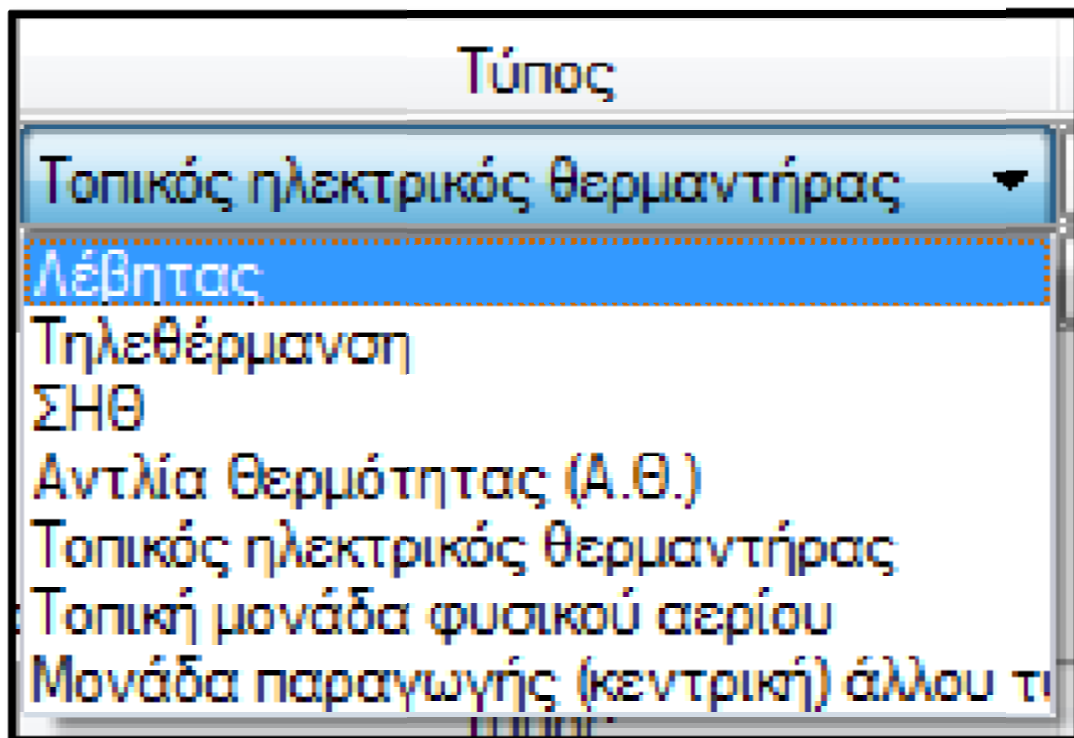 Τύπος
Τοπικός ηλεκτρικός θερμαντήρας
Λέβητας
Τηλεθέρμανση
ΣΗΘ
Αντλία Θερμότητας (Α.Θ.)
Τοπικός ηλεκτρικός θερμαντήρας
Τοπική μονάδα φυσικού αερίου
Μονάδα παραγωγής (κεντρική) άλλου